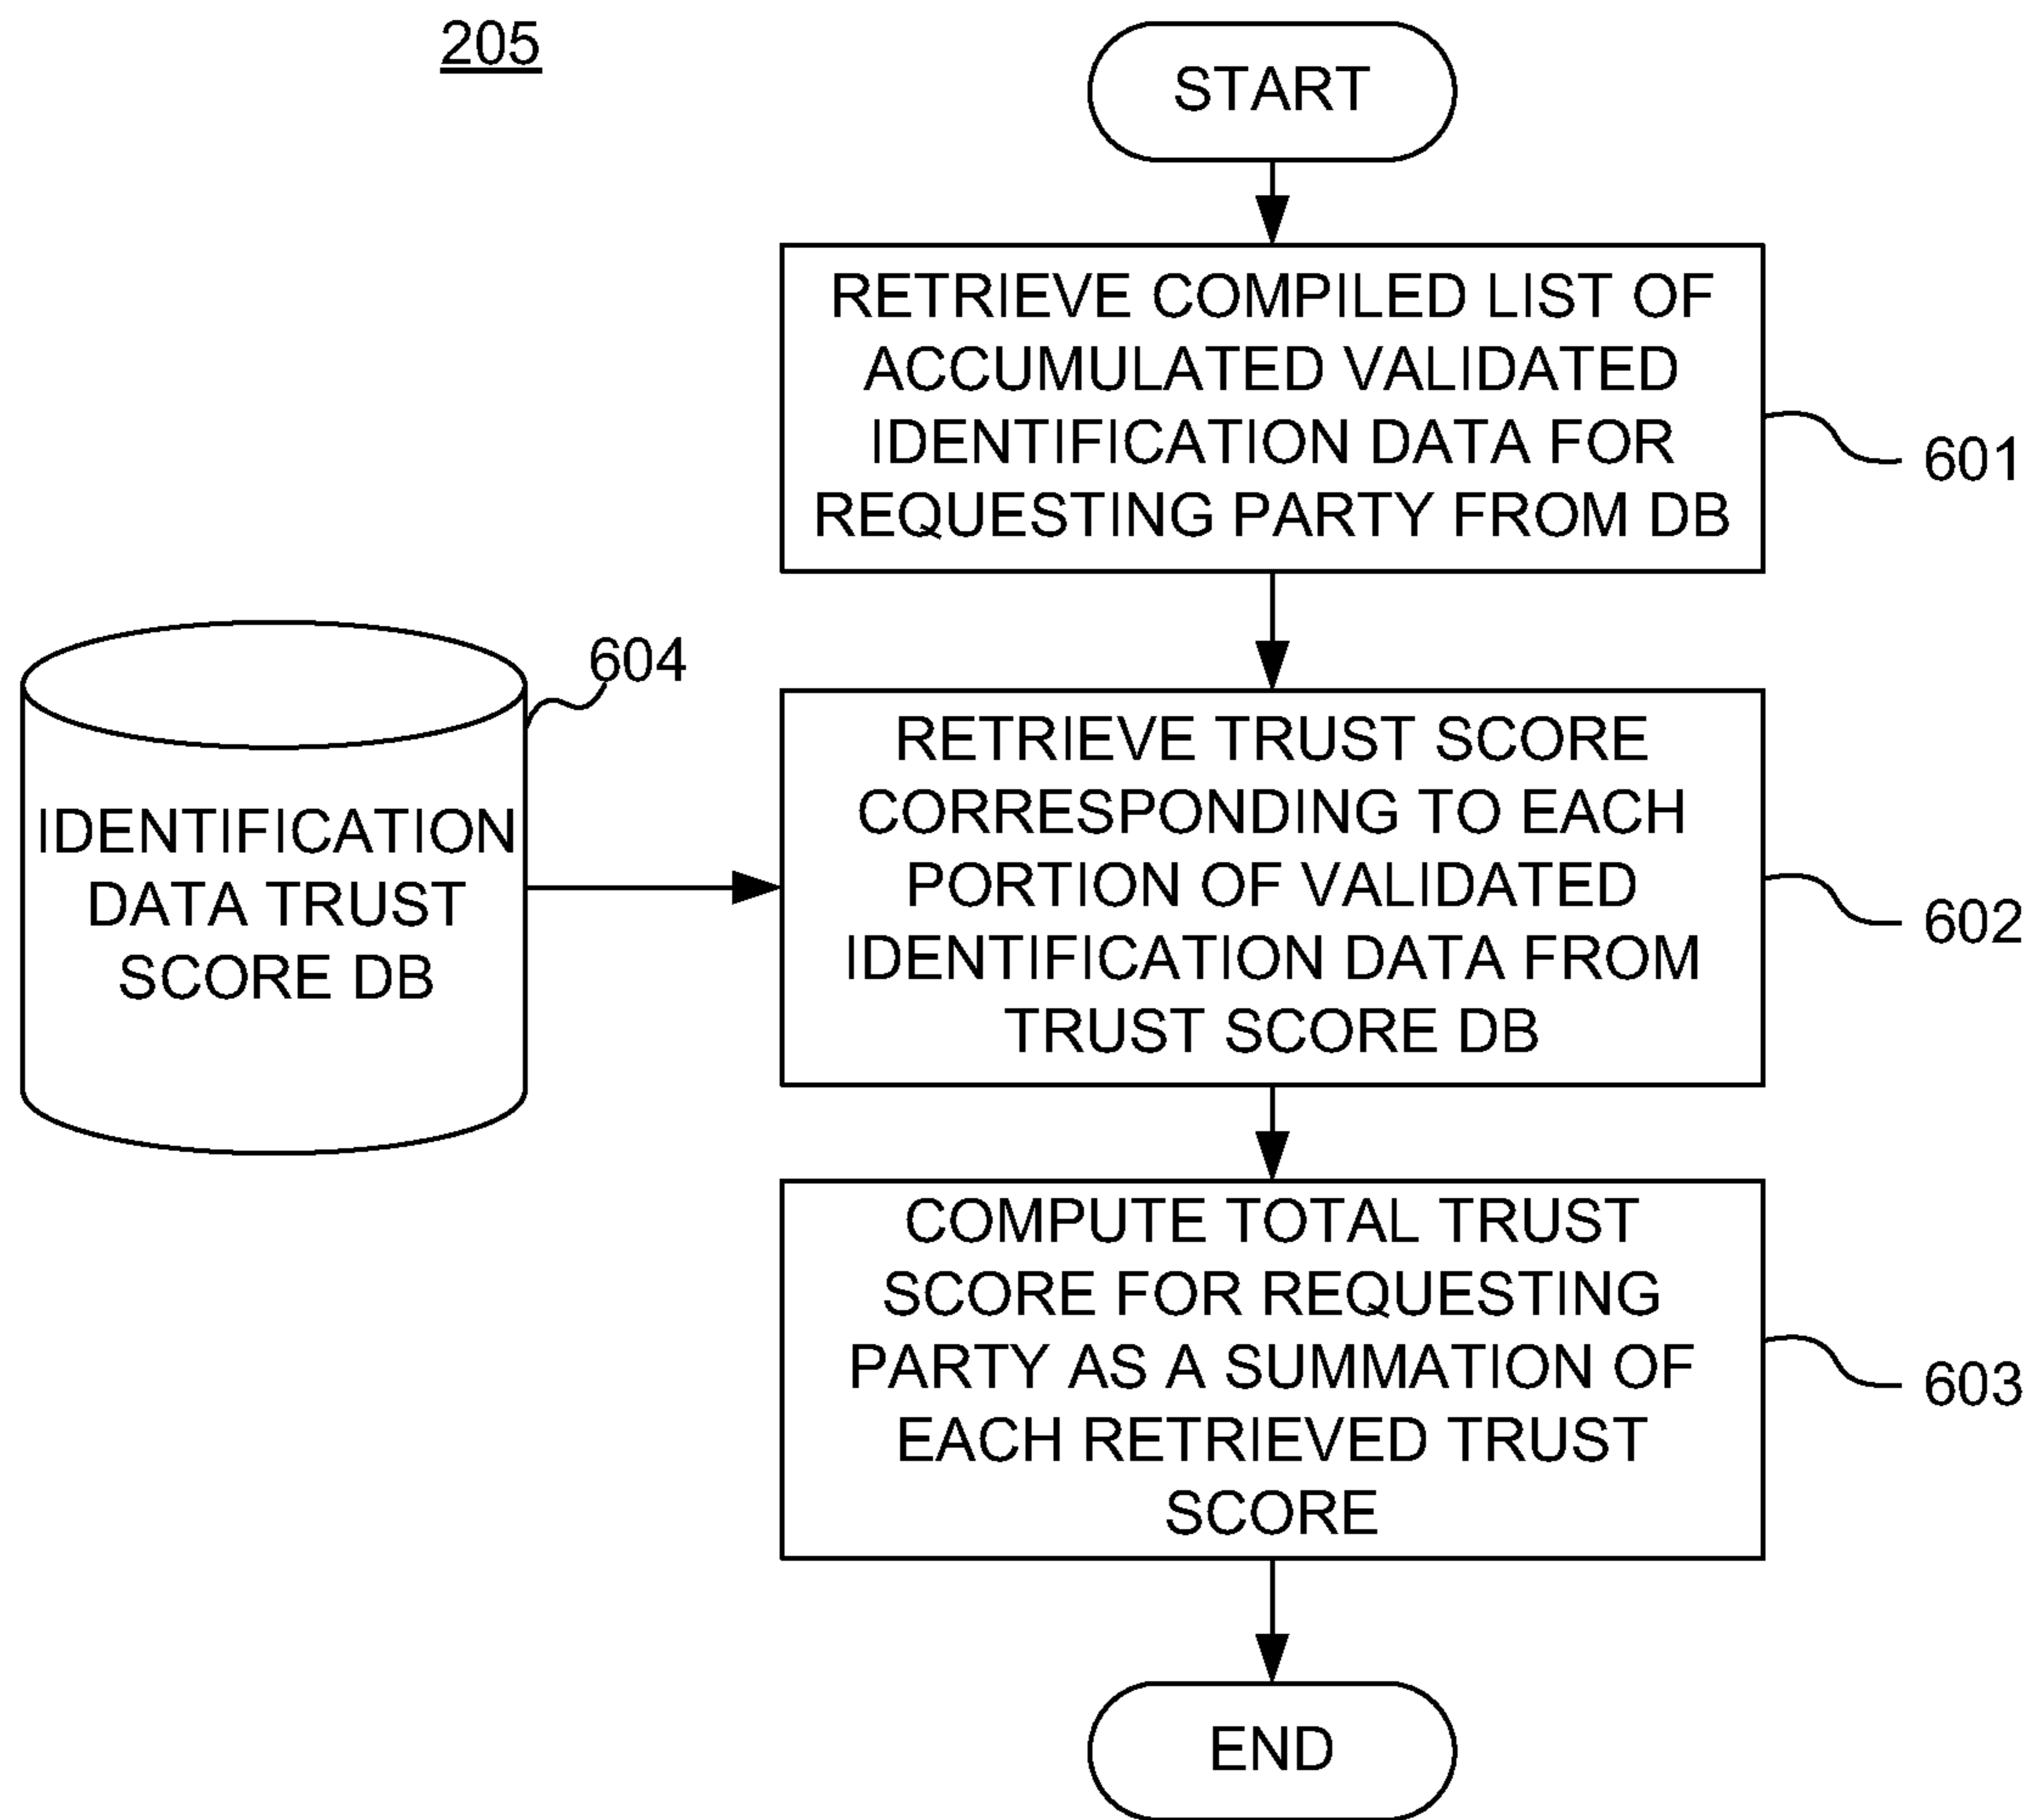 205
START
RETRIEVE COMPILED LIST OF
ACCUMULATED VALIDATED
IDENTIFICATION DATA FOR
REQUESTING PARTY FROM DB
601
604
IDENTIFICATION
DATA TRUST
SCORE DB
RETRIEVE TRUST SCORE
CORRESPONDING TO EACH
PORTION OF VALIDATED
IDENTIFICATION DATA FROM
TRUST SCORE DB
602
COMPUTE TOTAL TRUST
SCORE FOR REQUESTING
PARTY AS A SUMMATION OF
EACH RETRIEVED TRUST
SCORE
603
END